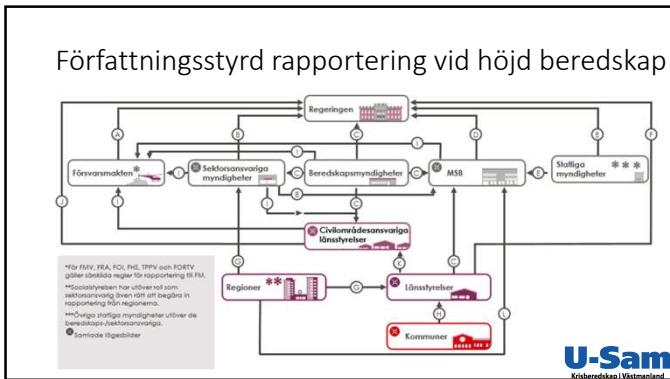 Författningsstyrd rapportering vid höjd beredskap
Regeringen
A
B
C
D
E
F
I
I
J
Försvarsmakten *
I
Sektorsansvariga
myndigheter
C
Beredskapsmyndigheter
C
MSB
E
Statliga ***
myndigheter
B
I
I
C
Civilområdesansvariga
länsstyrelser
G
K
C
L
Regioner **
G
Länsstyrelser
H
Kommuner
*För FMV, FRA, FOI, FHS, TPPV och FORTV
gäller särskilda regler för rapportering till FM.
**Socialstyrelsen har utöver roll som
sektorsansvarig även rätt att begära in
rapportering från regionerna.
***Övriga statliga myndigheter utöver de
beredskaps-/sektorsansvariga.
Samlade lägesbilder
U-Sam
Krisberedskap i Västmanland